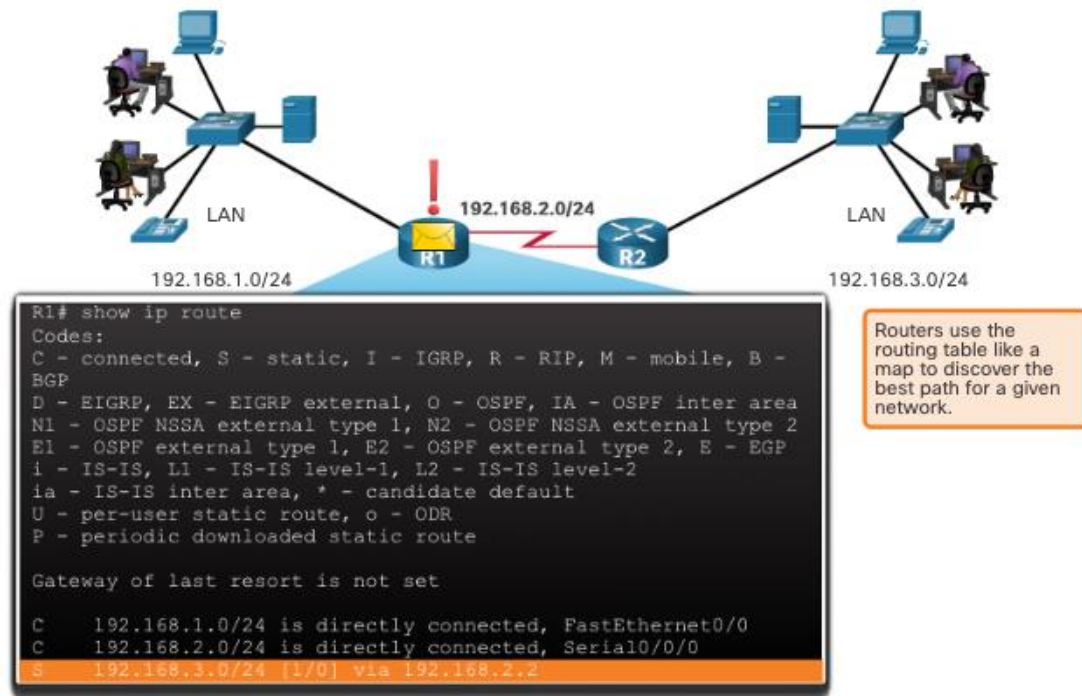 192.168.2.0/24
LAN
LAN
R1
R2
192.168.1.0/24
192.168.3.0/24
R1# show ip route
Codes:
C - connected, S - static, I - IGRP, R - RIP, M - mobile, B -
BGP
D - EIGRP, EX - EIGRP external, O - OSPF, IA - OSPF inter area
N1 - OSPF NSSA external type 1, N2 - OSPF NSSA external type 2
E1 - OSPF external type 1, E2 - OSPF external type 2, E - EGP
i - IS-IS, L1 - IS-IS level-1, L2 - IS-IS level-2
ia - IS-IS inter area, * - candidate default
U - per-user static route, o - ODR
P - periodic downloaded static route
Gateway of last resort is not set
C 192.168.1.0/24 is directly connected, FastEthernet0/0
C 192.168.2.0/24 is directly connected, Serial0/0/0
S 192.168.3.0/24 [1/0] via 192.168.2.2
Routers use the
routing table like a
map to discover the
best path for a given
network.